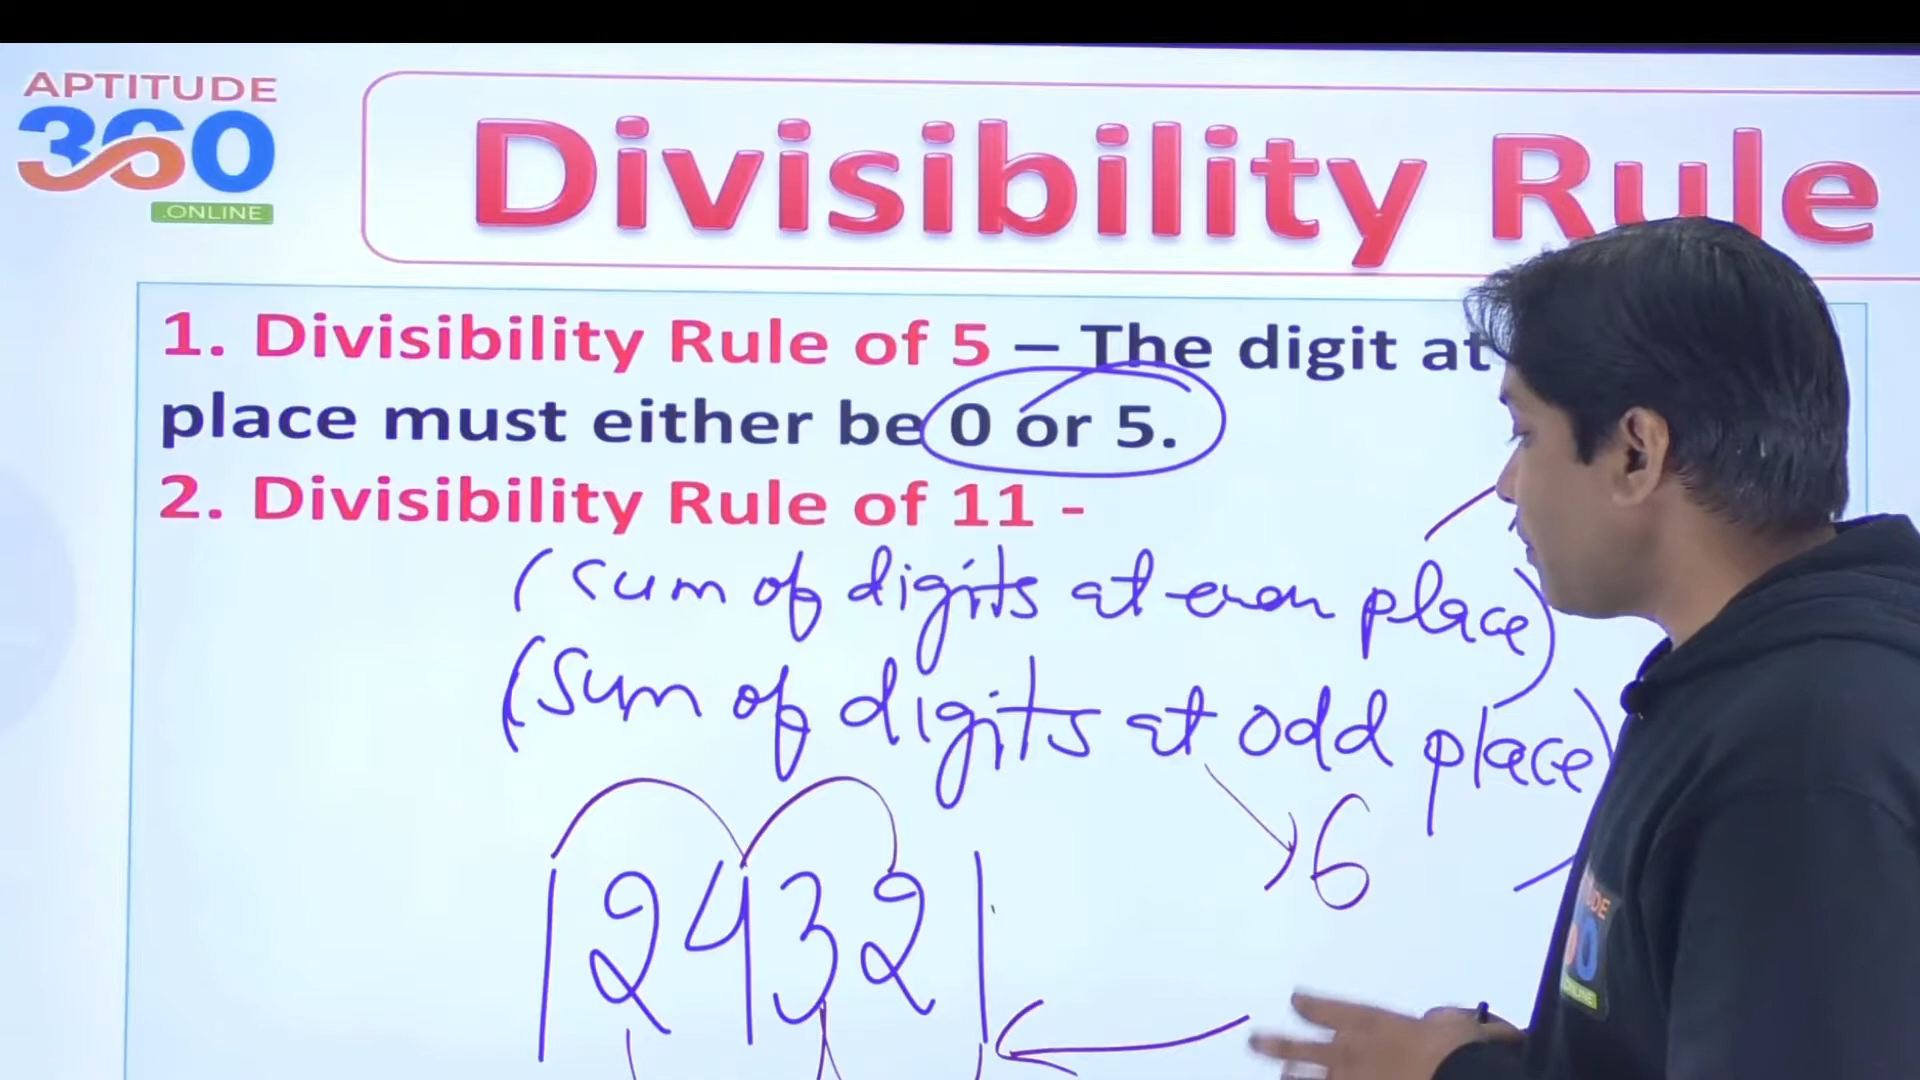 APTITUDE
360
.ONLINE
Divisibility Rule
1. Divisibility Rule of 5 – The digit at
place must either be 0 or 5.
2. Divisibility Rule of 11 -
(sum of digits at even place)
(Sum of digits at odd place)
6
124321